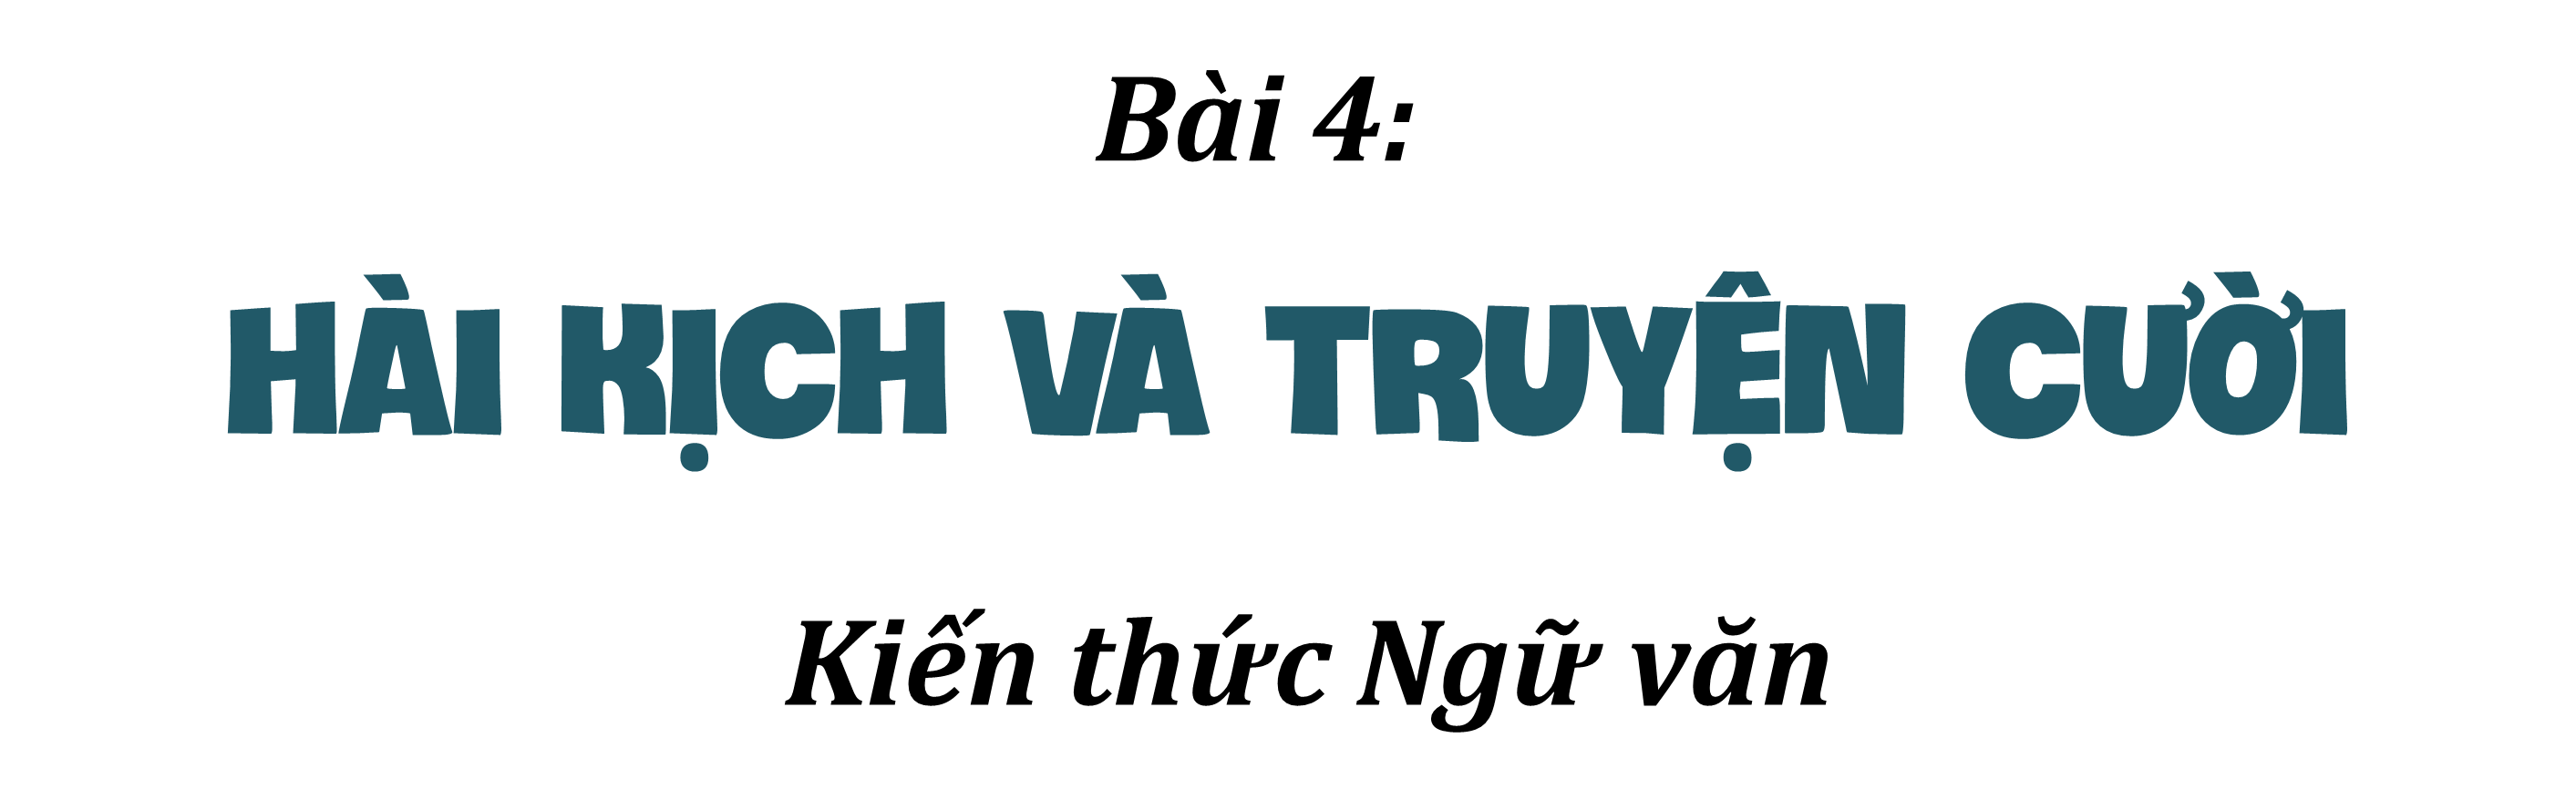 Bài 4:
HÀI KỊCH VÀ TRUYỆN CƯỜI
Kiến thức Ngữ văn